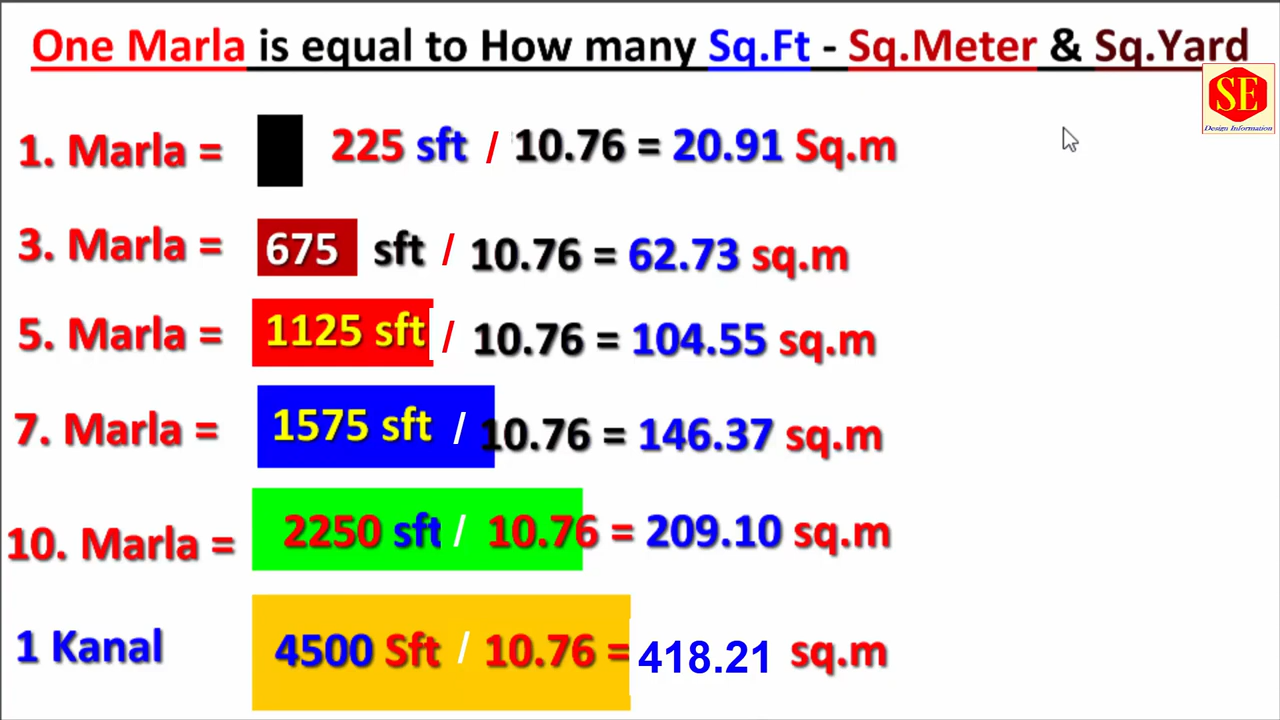 One Marla is equal to How many Sq.Ft - Sq.Meter & Sq.Yard
SE
Design Information
1. Marla = 225 sft / 10.76 = 20.91 Sq.m
3. Marla = 675 sft / 10.76 = 62.73 sq.m
5. Marla = 1125 sft / 10.76 = 104.55 sq.m
7. Marla = 1575 sft / 10.76 = 146.37 sq.m
10. Marla = 2250 sft / 10.76 = 209.10 sq.m
1 Kanal 4500 Sft / 10.76 = 418.21 sq.m